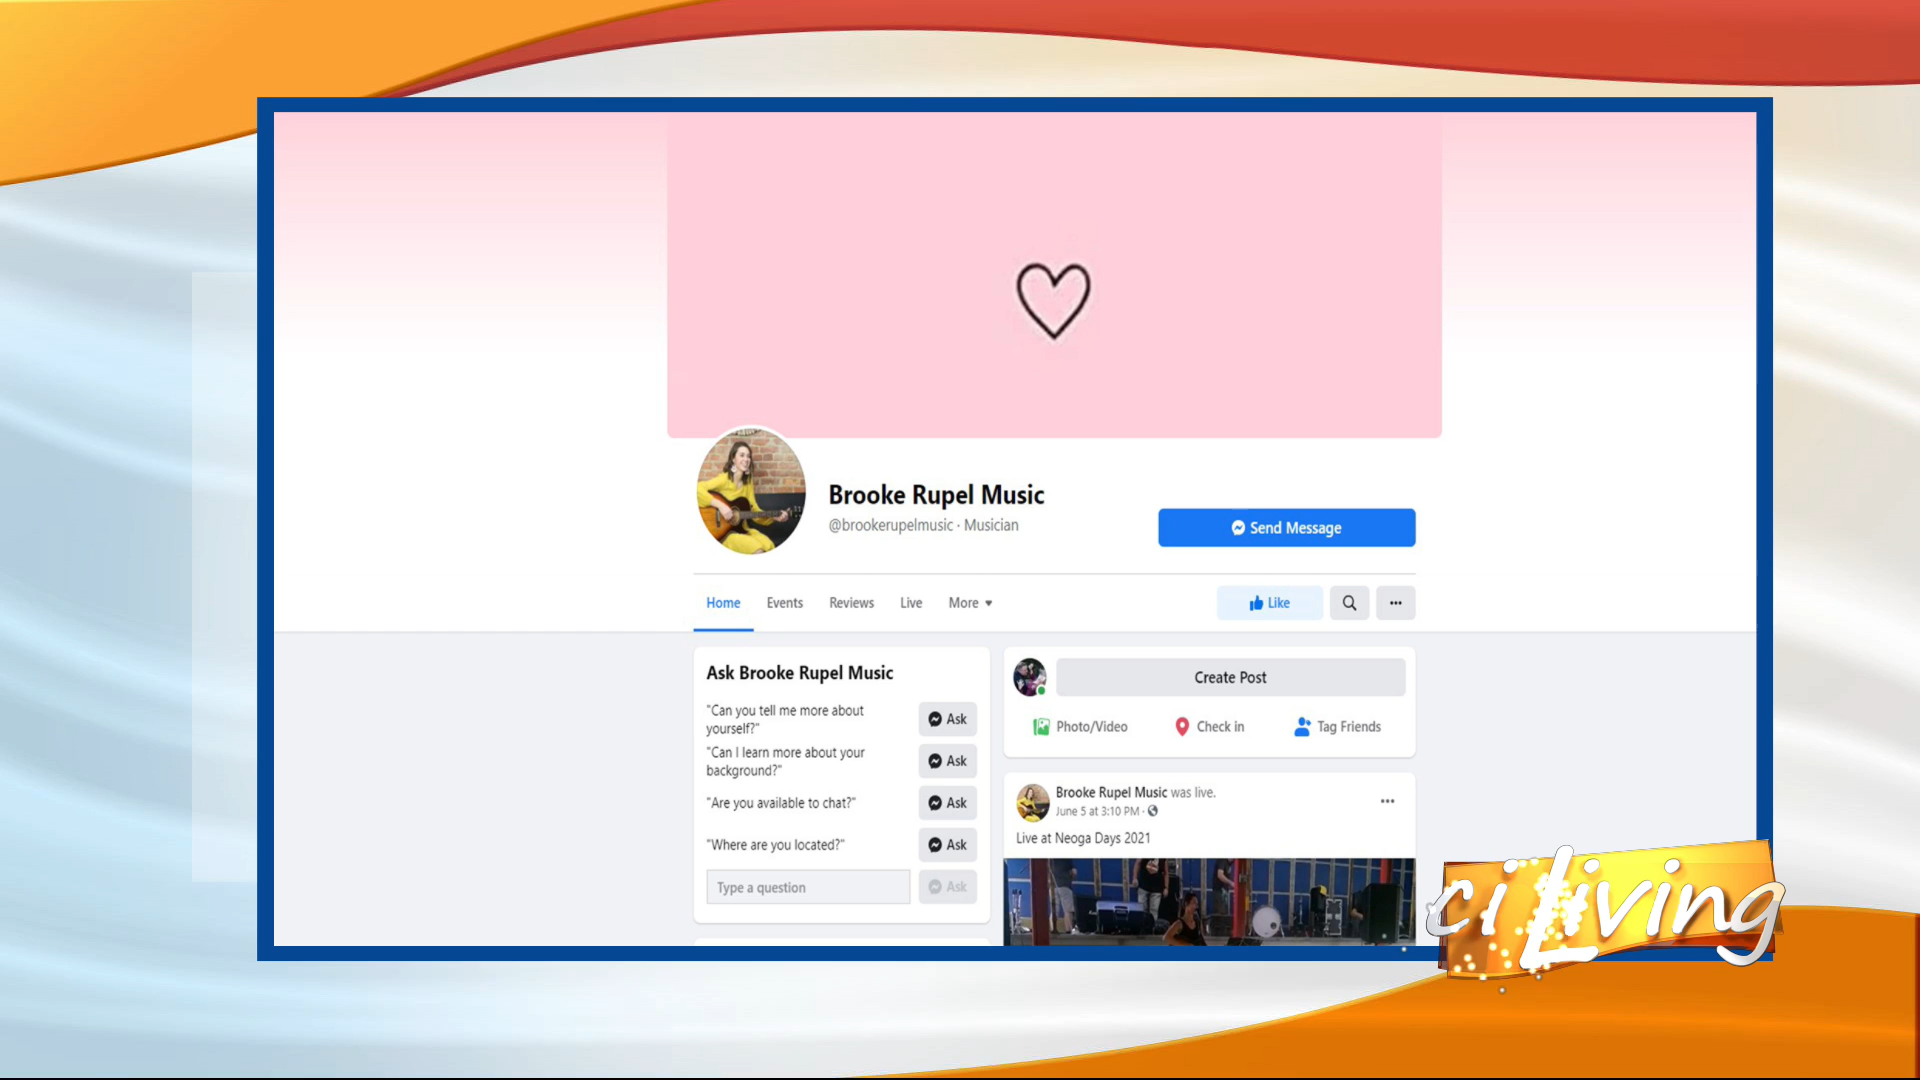 Brooke Rupel Music
@brookerupelmusic · Musician
Send Message
Home Events Reviews Live More
Like
Ask Brooke Rupel Music
"Can you tell me more about
yourself?"
Ask
"Can I learn more about your
background?"
Ask
"Are you available to chat?"
Ask
"Where are you located?"
Ask
Type a question
Ask
Create Post
Photo/Video Check in Tag Friends
Brooke Rupel Music was live.
June 5 at 3:10 PM ·
Live at Neoga Days 2021
ci Living